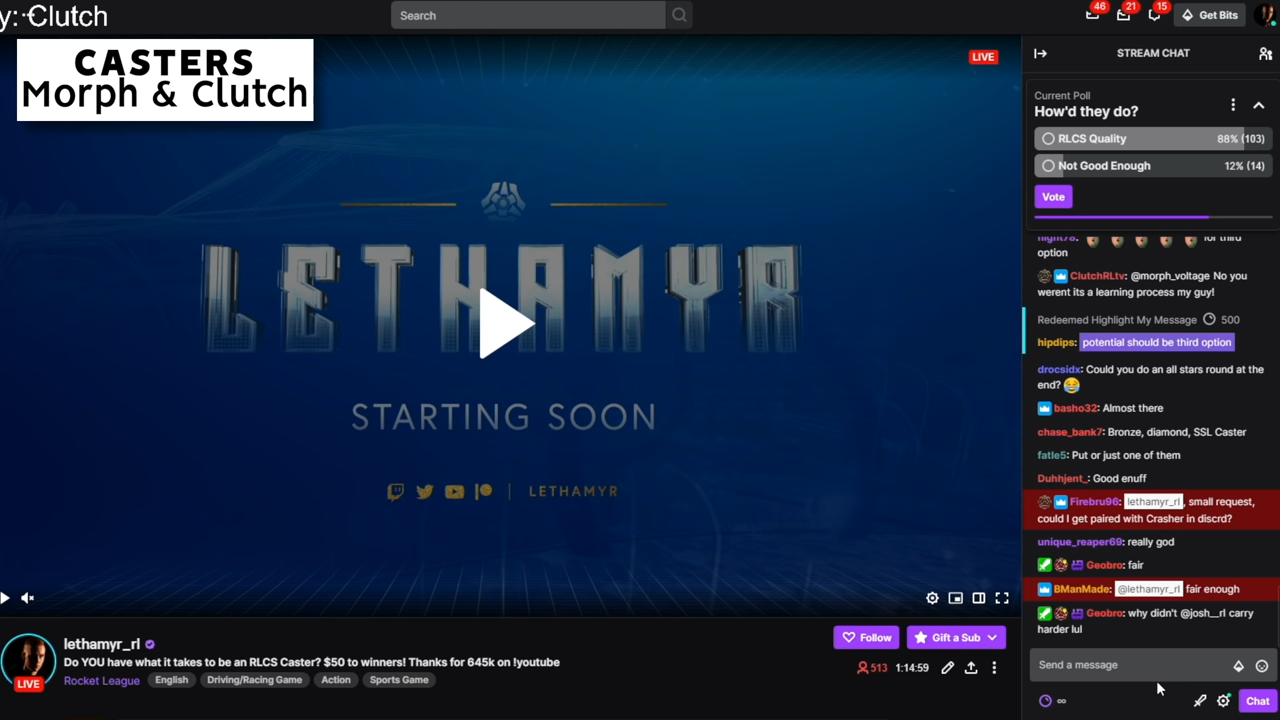 y: Clutch
Search
46
21
15
Get Bits
CASTERS
Morph & Clutch
LIVE
STREAM CHAT
Current Poll
How'd they do?
RLCS Quality 88% (103)
Not Good Enough 12% (14)
Vote
LETHAMYR
STARTING SOON
LETHAMYR
night78: for third
option
ClutchRLtv: @morph_voltage No you
werent its a learning process my guy!
Redeemed Highlight My Message 500
hipdips: potential should be third option
drocsidx: Could you do an all stars round at the
end?
basho32: Almost there
chase_bank7: Bronze, diamond, SSL Caster
fatle5: Put or just one of them
Duhhjent_: Good enuff
Firebru96: lethamyr_rl, small request,
could I get paired with Crasher in discrd?
unique_reaper69: really god
Geobro: fair
BManMade: @lethamyr_rl fair enough
Geobro: why didn't @josh__rl carry
harder lul
Send a message
Chat
lethamyr_rl
Do YOU have what it takes to be an RLCS Caster? $50 to winners! Thanks for 645k on !youtube
Rocket League English Driving/Racing Game Action Sports Game
LIVE
Follow
Gift a Sub
513 1:14:59